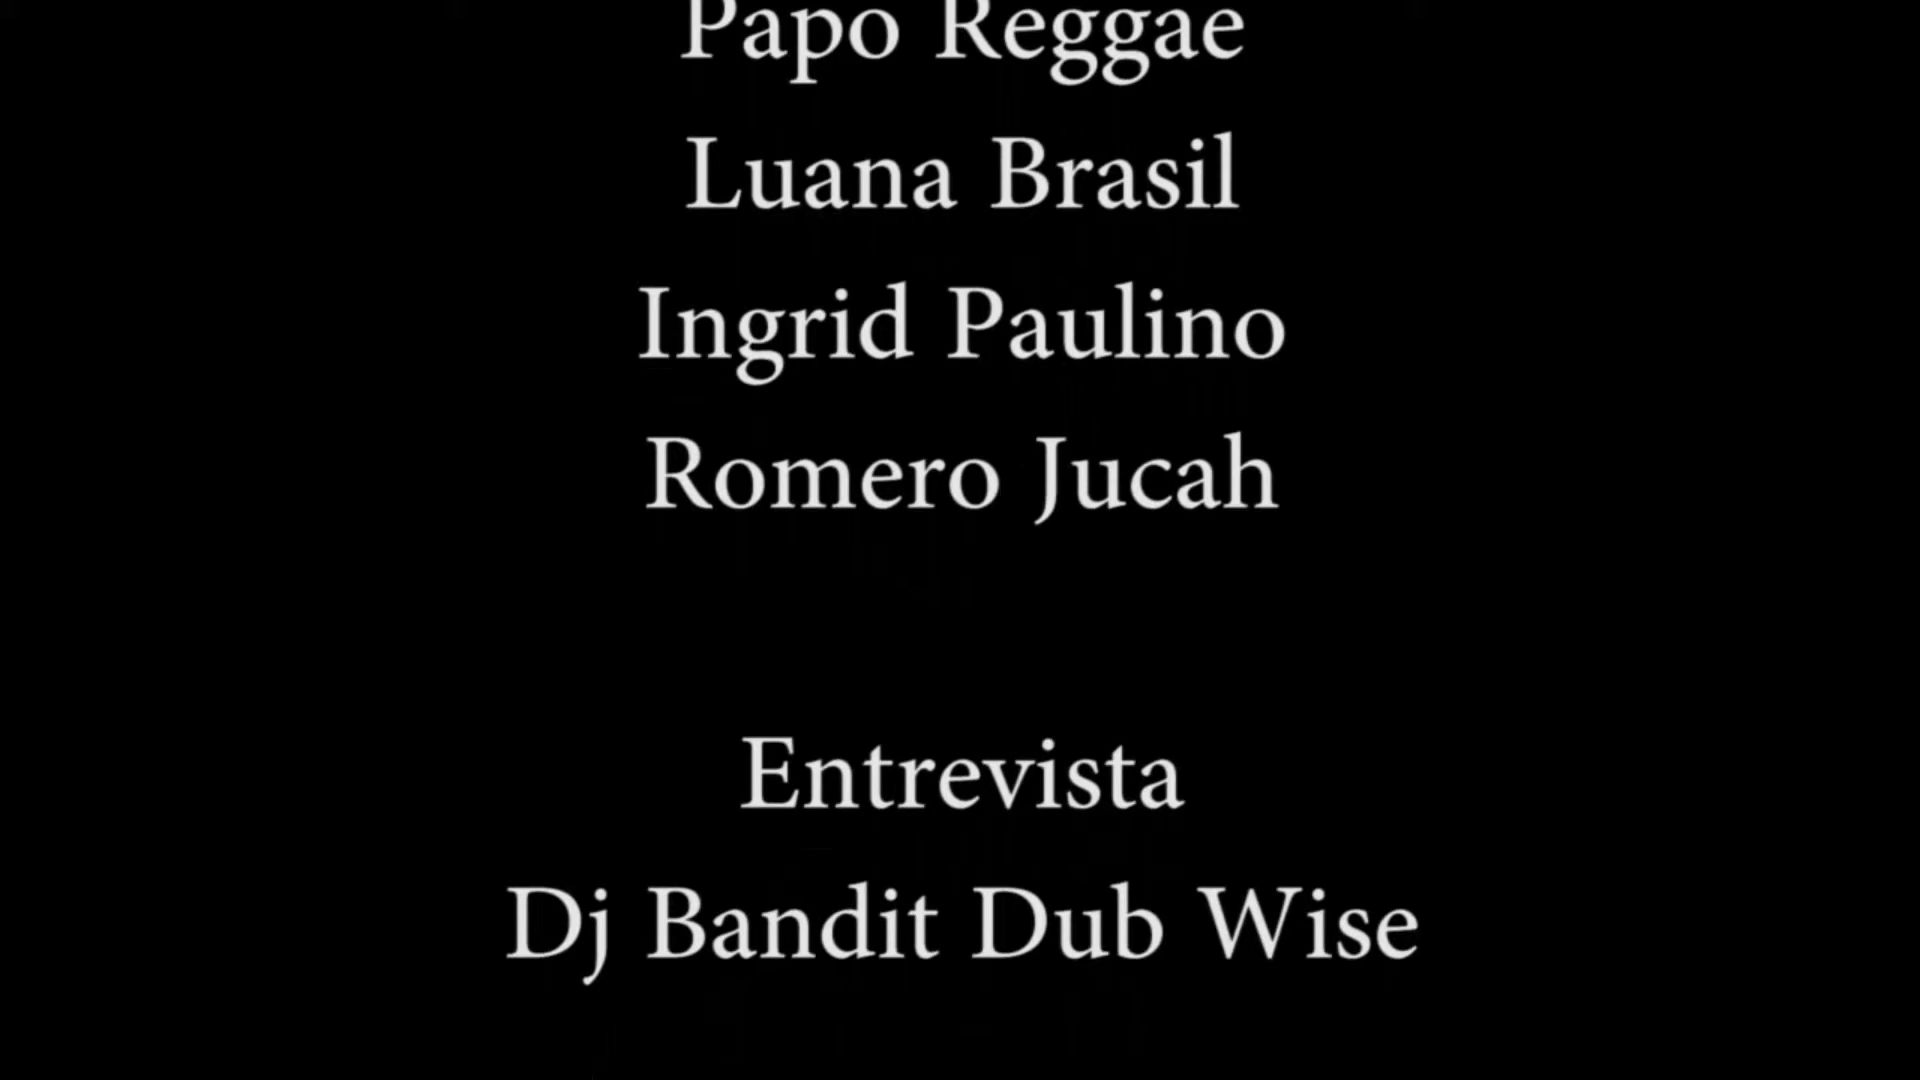 Papo Reggae
Luana Brasil
Ingrid Paulino
Romero Jucah
Entrevista
Dj Bandit Dub Wise